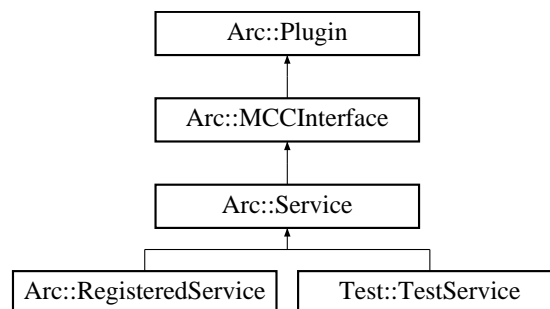 Arc::Plugin
Arc::MCCInterface
Arc::Service
Arc::RegisteredService
Test::TestService